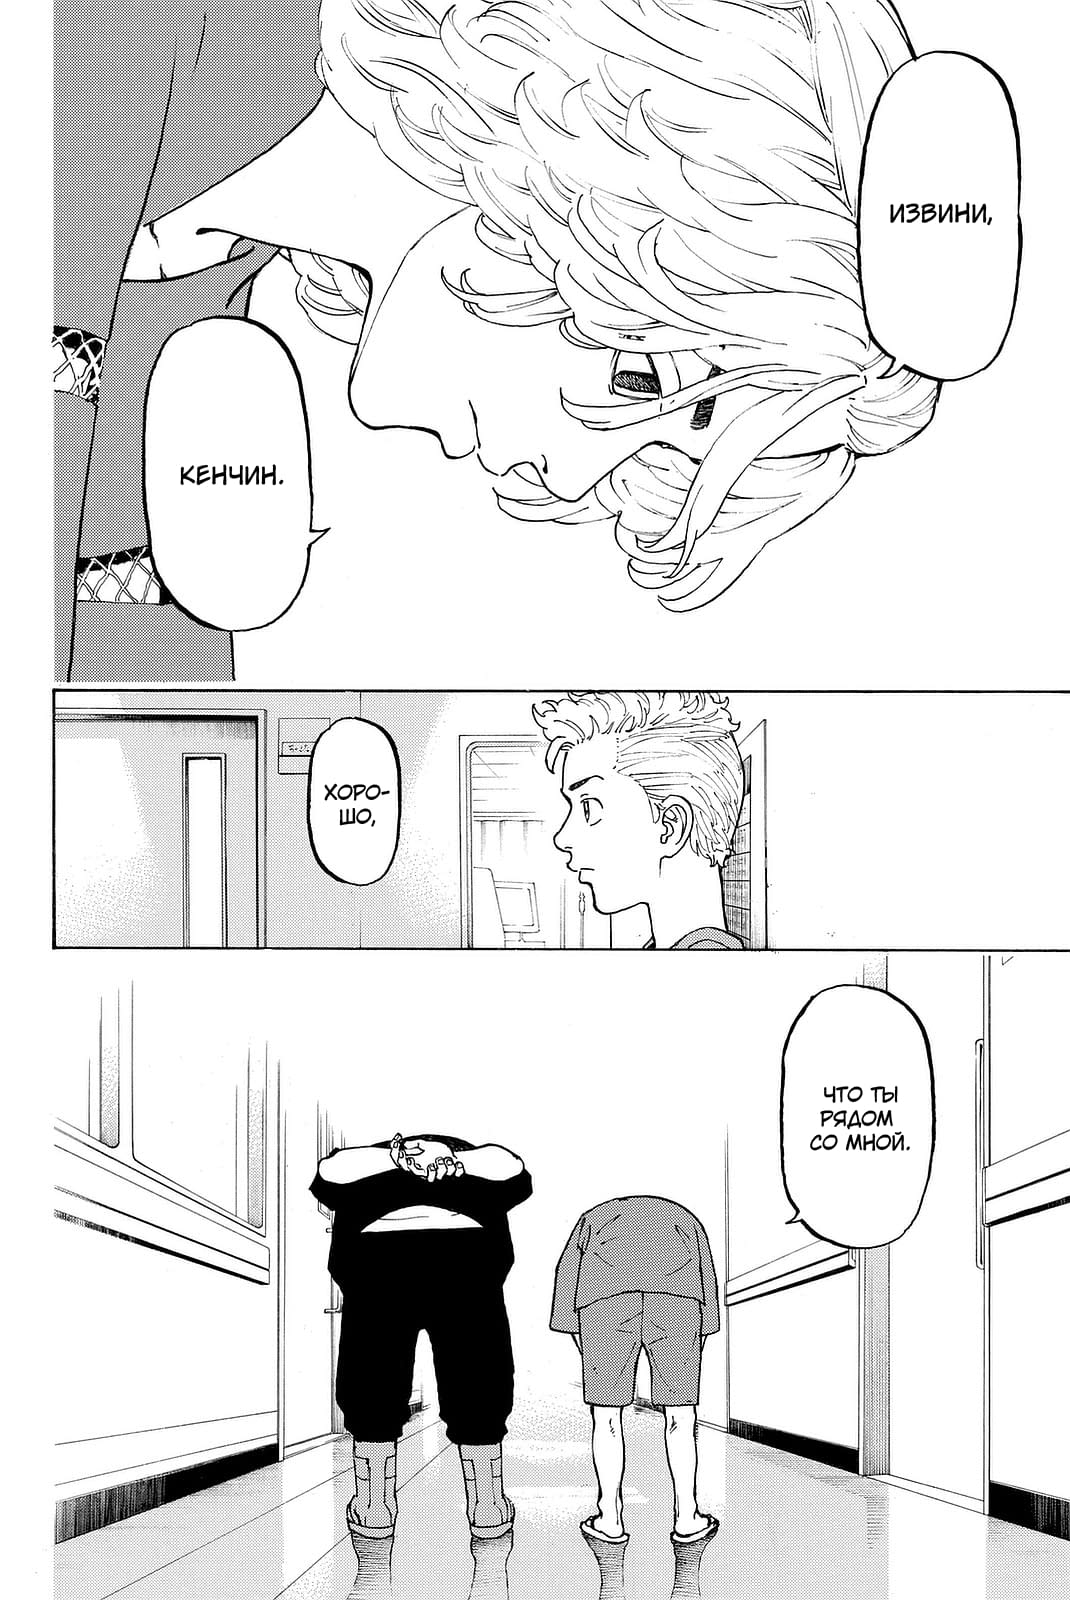 ИЗВИНИ,
КЕНЧИН.
ХОРО-
ШО,
ЧТО ТЫ
РЯДОМ
СО МНОЙ.